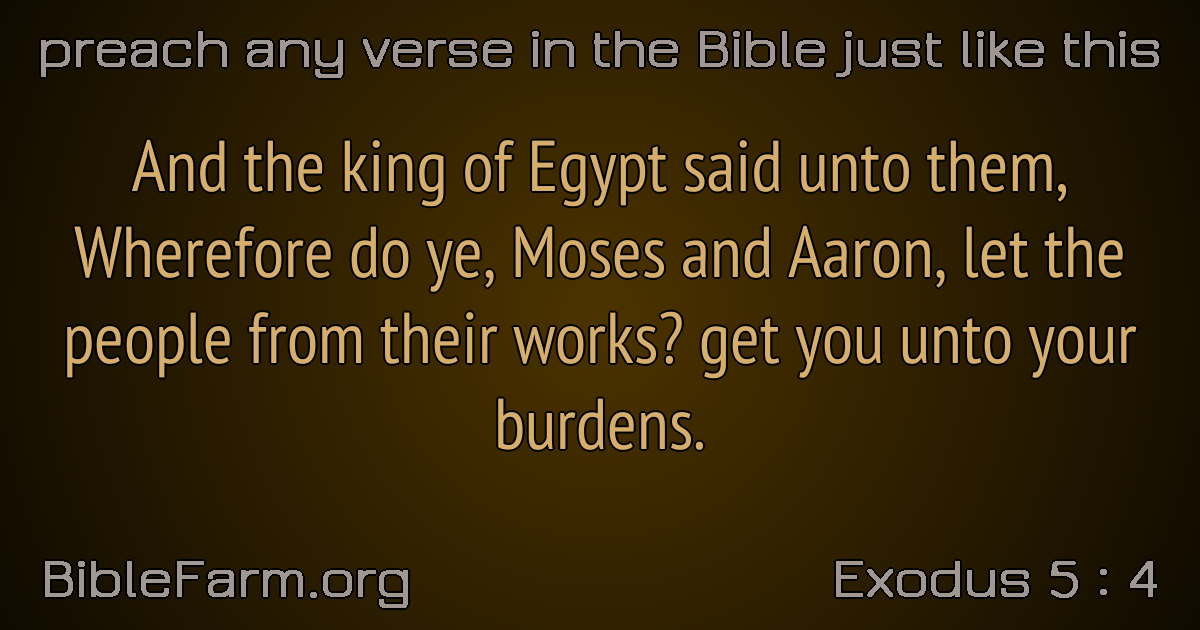 preach any verse in the Bible just like this
And the king of Egypt said unto them,
Wherefore do ye, Moses and Aaron, let the
people from their works? get you unto your
burdens.
BibleFarm.org
Exodus 5 : 4